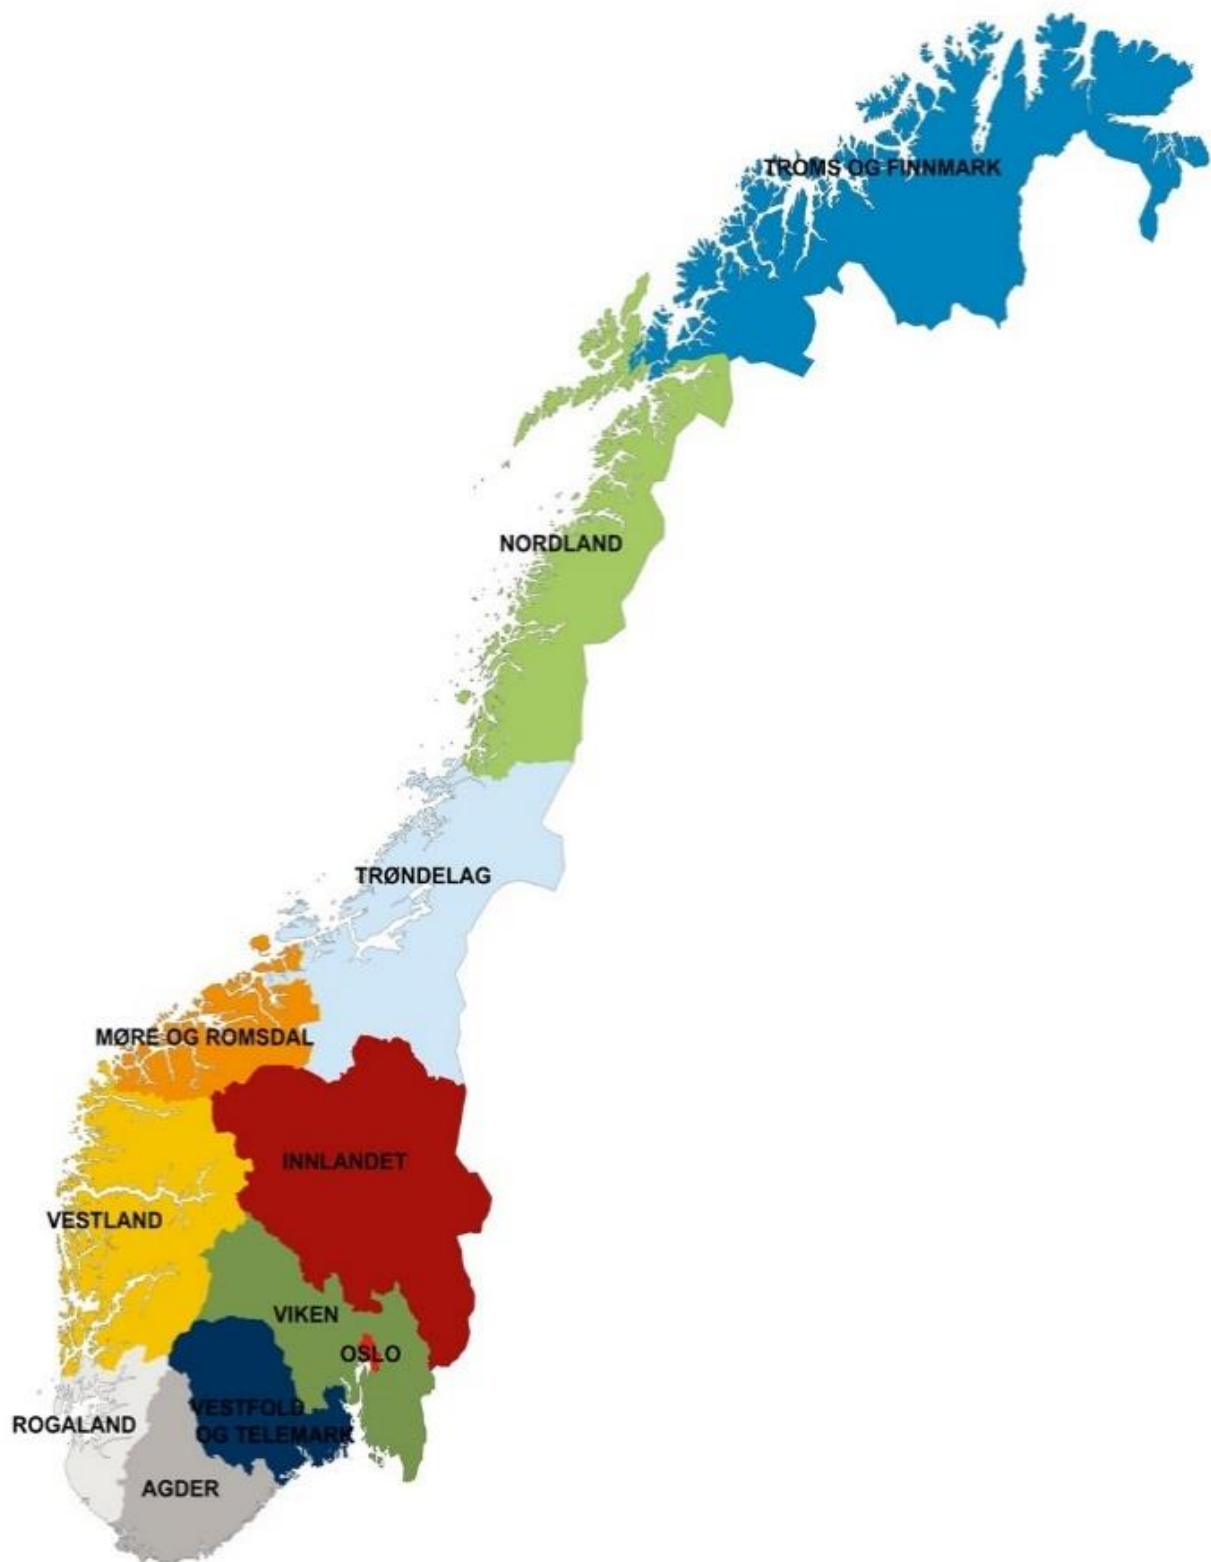 TROMS OG FINNMARK
NORDLAND
TRØNDELAG
MØRE OG ROMSDAL
INNLANDET
VESTLAND
VIKEN
OSLO
VESTFOLD
OG TELEMARK
ROGALAND
AGDER